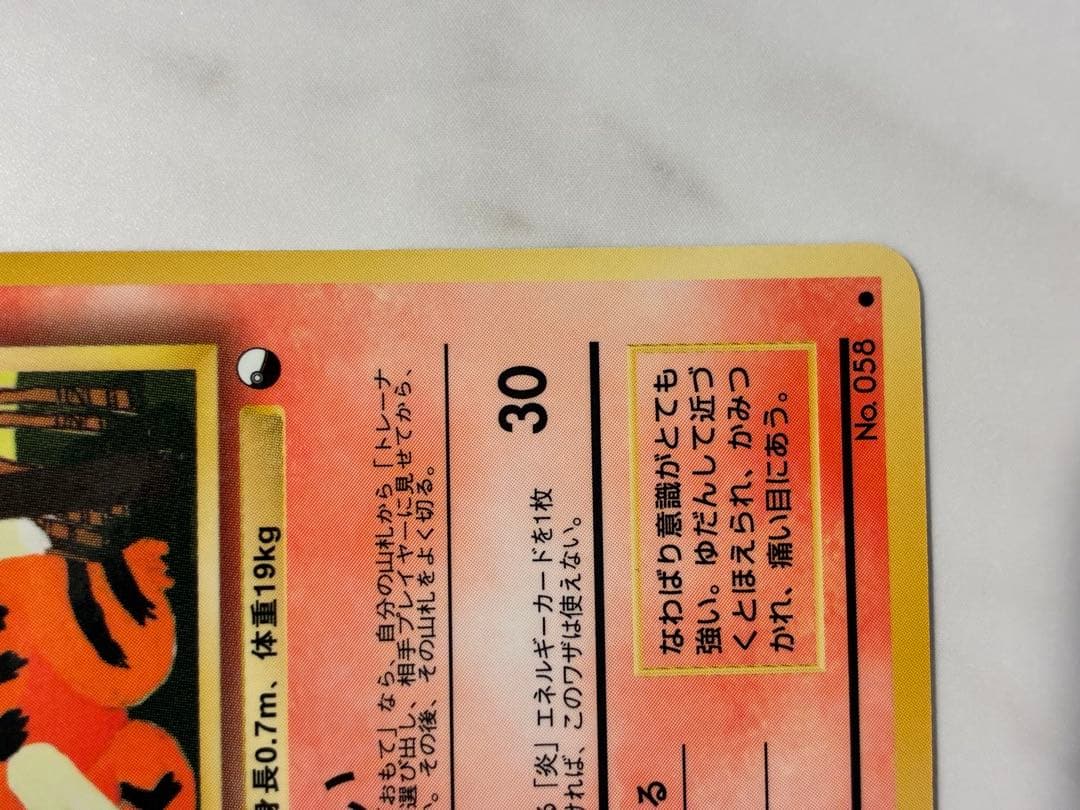 身長0.7m、体重19kg
おもて」なら、自分の山札から「トレーナ
選び出し、相手プレイヤーに見せてから、
い。その後、その山札をよく切る。
い
30
る「炎」エネルギーカードを1枚
ければ、このワザは使えない。
る
なわばり意識がとても
強い。ゆだんして近づ
くとほえられ、かみつ
かれ、痛い目にあう。
No. 058 ●